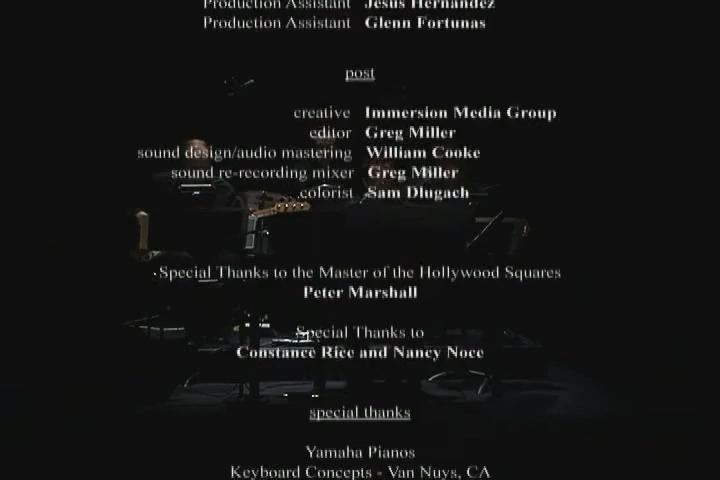 Production Assistant Jesus Hernandez
Production Assistant Glenn Fortunas
post
creative Immersion Media Group
editor Greg Miller
sound design/audio mastering William Cooke
sound re-recording mixer Greg Miller
colorist Sam Dlugach
Special Thanks to the Master of the Hollywood Squares
Peter Marshall
Special Thanks to
Constance Rice and Nancy Noce
special thanks
Yamaha Pianos
Keyboard Concepts - Van Nuys, CA